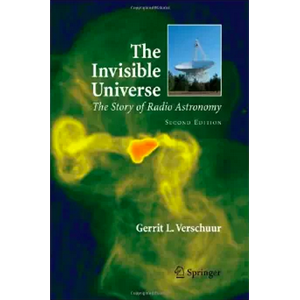 The
Invisible
Universe
The Story of Radio Astronomy
SECOND EDITION
Gerrit L. Verschuur
Springer